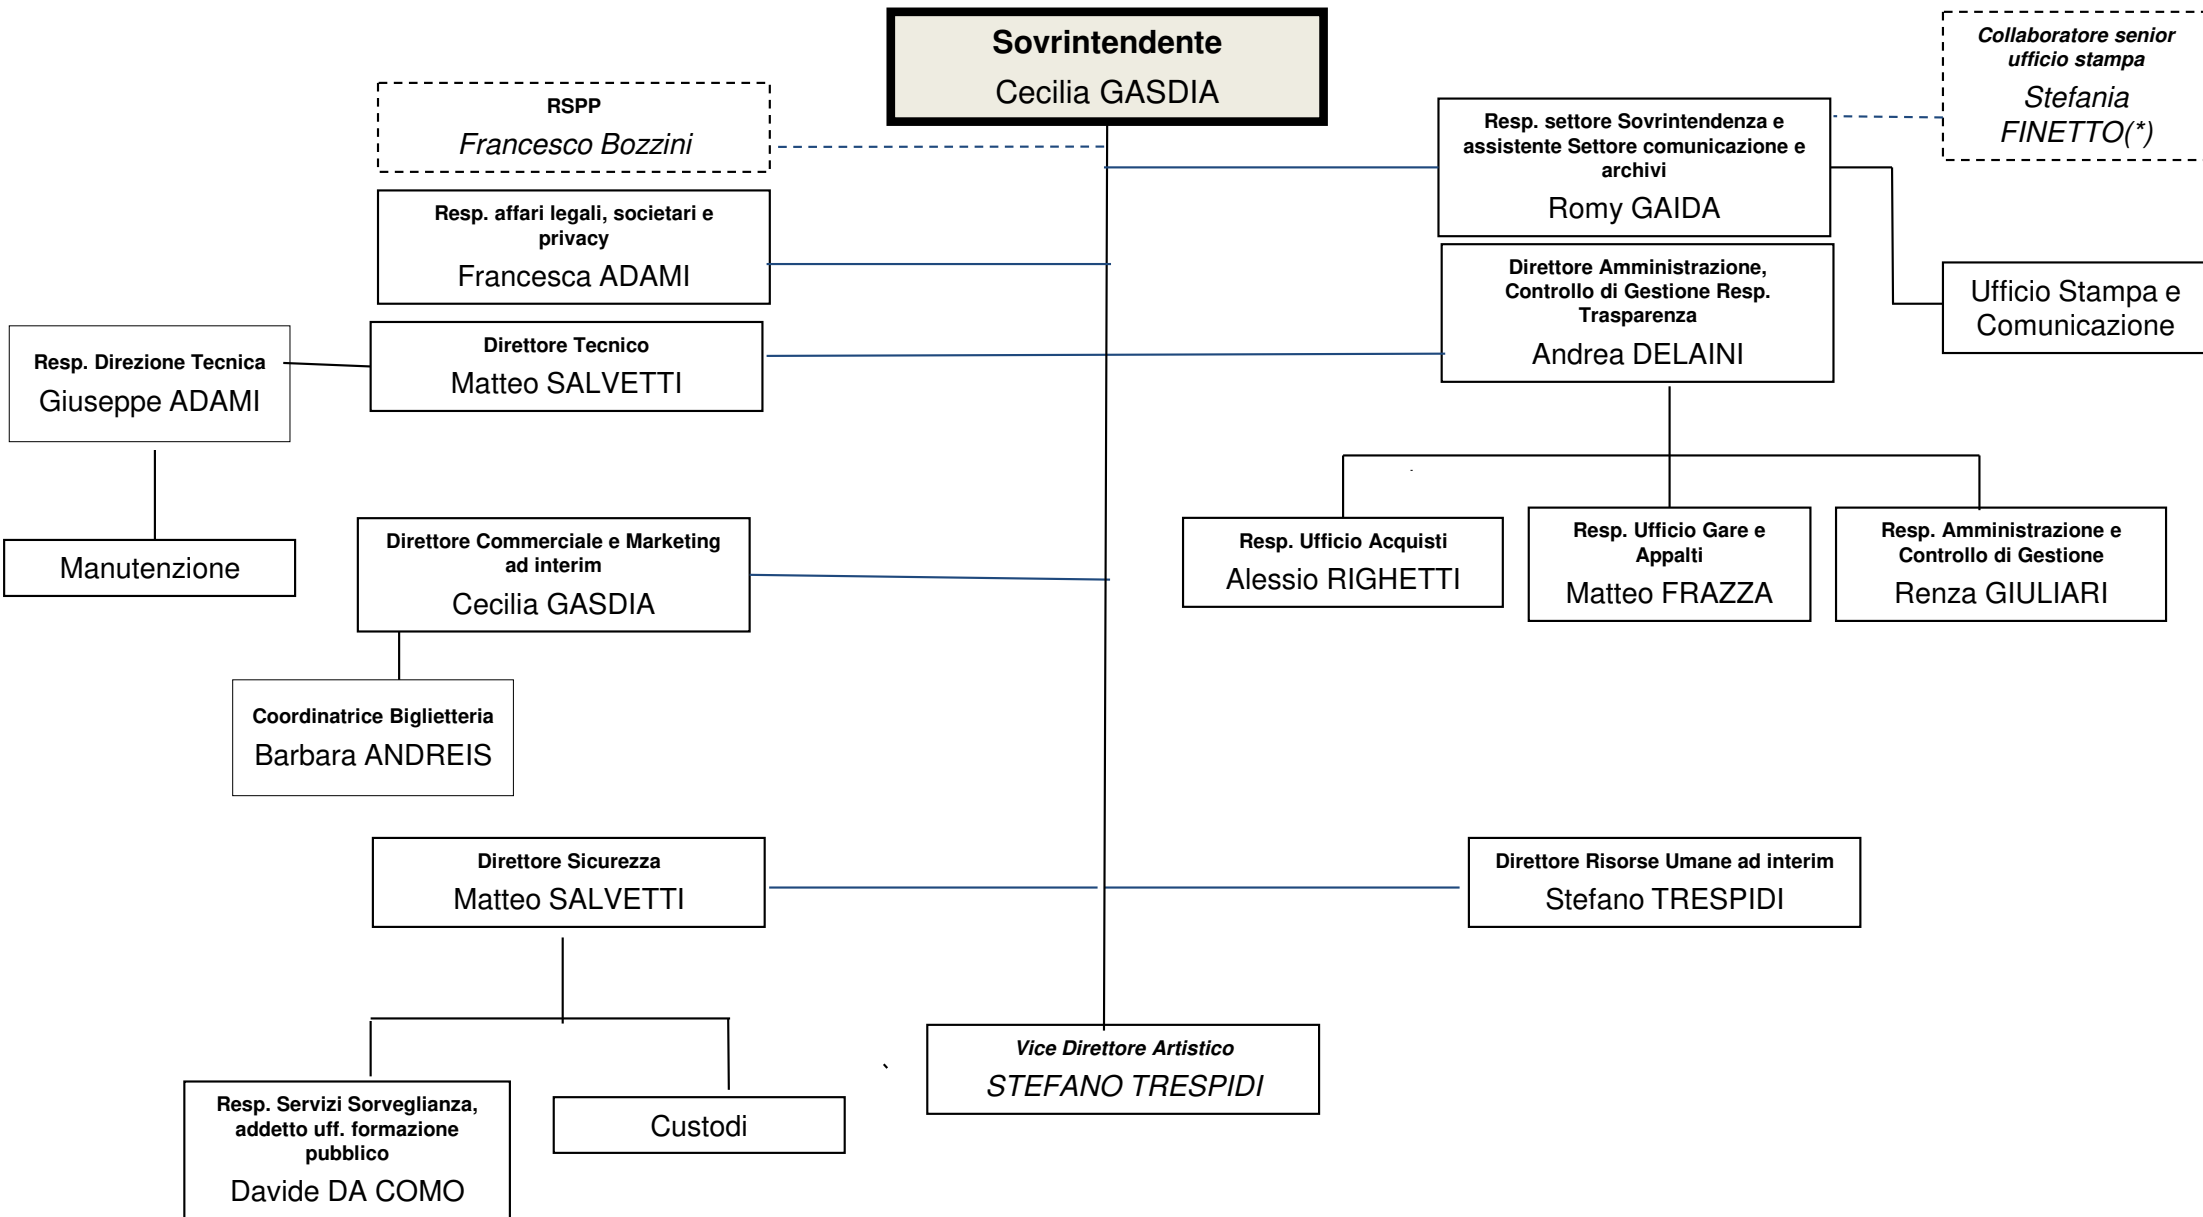 Sovrintendente
Cecilia GASDIA
Collaboratore senior
ufficio stampa
Stefania
FINETTO(*)
RSPP
Francesco Bozzini
Resp. settore Sovrintendenza e
assistente Settore comunicazione e
archivi
Romy GAIDA
Resp. affari legali, societari e
privacy
Francesca ADAMI
Direttore Amministrazione,
Controllo di Gestione Resp.
Trasparenza
Andrea DELAINI
Ufficio Stampa e
Comunicazione
Resp. Direzione Tecnica
Giuseppe ADAMI
Direttore Tecnico
Matteo SALVETTI
Manutenzione
Direttore Commerciale e Marketing
ad interim
Cecilia GASDIA
Resp. Ufficio Acquisti
Alessio RIGHETTI
Resp. Ufficio Gare e
Appalti
Matteo FRAZZA
Resp. Amministrazione e
Controllo di Gestione
Renza GIULIARI
Coordinatrice Biglietteria
Barbara ANDREIS
Direttore Sicurezza
Matteo SALVETTI
Direttore Risorse Umane ad interim
Stefano TRESPIDI
Vice Direttore Artistico
STEFANO TRESPIDI
Resp. Servizi Sorveglianza,
addetto uff. formazione
pubblico
Davide DA COMO
Custodi